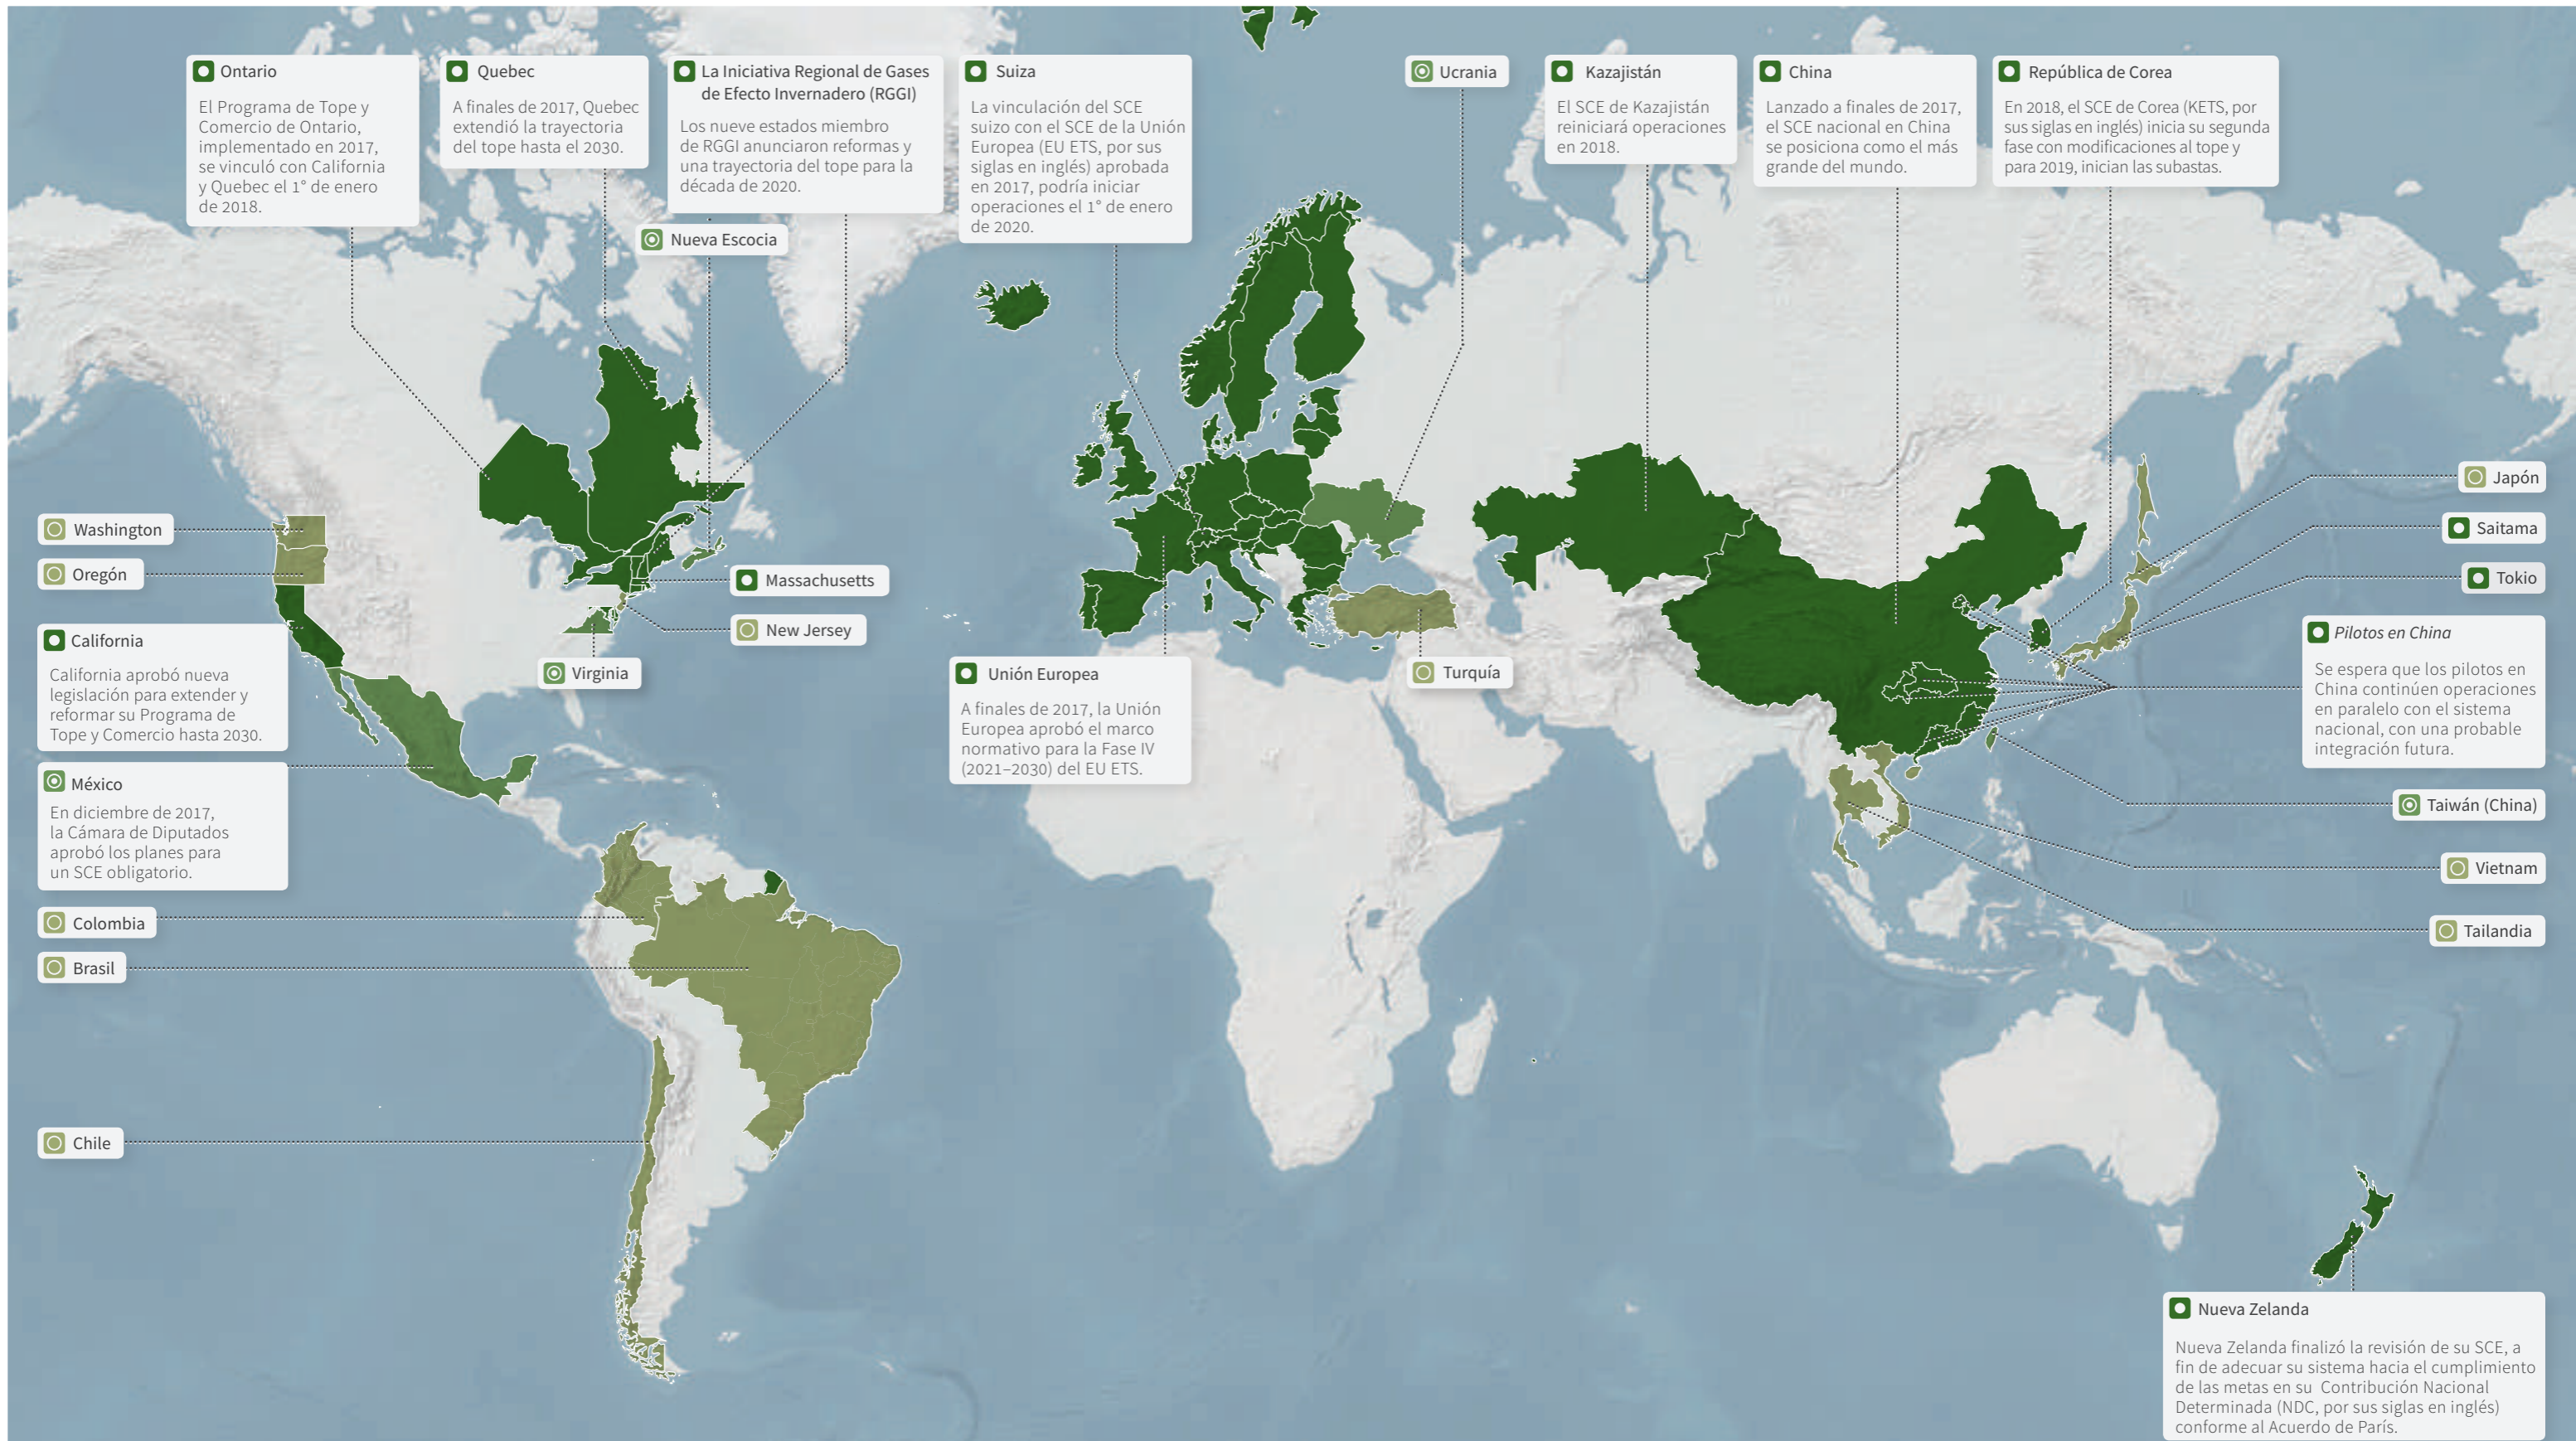 Ontario
El Programa de Tope y
Comercio de Ontario,
implementado en 2017,
se vinculó con California
y Quebec el 1° de enero
de 2018.
Quebec
A finales de 2017, Quebec
extendió la trayectoria
del tope hasta el 2030.
La Iniciativa Regional de Gases
de Efecto Invernadero (RGGI)
Los nueve estados miembro
de RGGI anunciaron reformas y
una trayectoria del tope para la
década de 2020.
Nueva Escocia
Suiza
La vinculación del SCE
suizo con el SCE de la Unión
Europea (EU ETS, por sus
siglas en inglés) aprobada
en 2017, podría iniciar
operaciones el 1° de enero
de 2020.
Ucrania
Kazajistán
El SCE de Kazajistán
reiniciará operaciones
en 2018.
China
Lanzado a finales de 2017,
el SCE nacional en China
se posiciona como el más
grande del mundo.
República de Corea
En 2018, el SCE de Corea (KETS, por
sus siglas en inglés) inicia su segunda
fase con modificaciones al tope y
para 2019, inician las subastas.
Washington
Oregón
California
California aprobó nueva
legislación para extender y
reformar su Programa de
Tope y Comercio hasta 2030.
México
En diciembre de 2017,
la Cámara de Diputados
aprobó los planes para
un SCE obligatorio.
Colombia
Brasil
Chile
Massachusetts
New Jersey
Virginia
Unión Europea
A finales de 2017, la Unión
Europea aprobó el marco
normativo para la Fase IV
(2021–2030) del EU ETS.
Turquía
Japón
Saitama
Tokio
Pilotos en China
Se espera que los pilotos en
China continúen operaciones
en paralelo con el sistema
nacional, con una probable
integración futura.
Taiwán (China)
Vietnam
Tailandia
Nueva Zelanda
Nueva Zelanda finalizó la revisión de su SCE, a
fin de adecuar su sistema hacia el cumplimiento
de las metas en su Contribución Nacional
Determinada (NDC, por sus siglas en inglés)
conforme al Acuerdo de París.